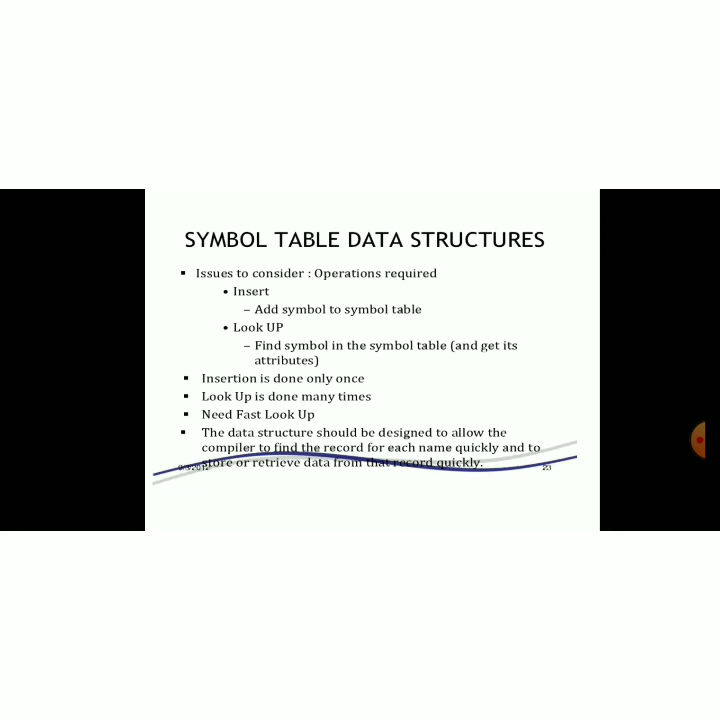 SYMBOL TABLE DATA STRUCTURES
▪ Issues to consider : Operations required
• Insert
– Add symbol to symbol table
• Look UP
– Find symbol in the symbol table (and get its
attributes)
▪ Insertion is done only once
▪ Look Up is done many times
▪ Need Fast Look Up
▪ The data structure should be designed to allow the
compiler to find the record for each name quickly and to
store or retrieve data from that record quickly.
23